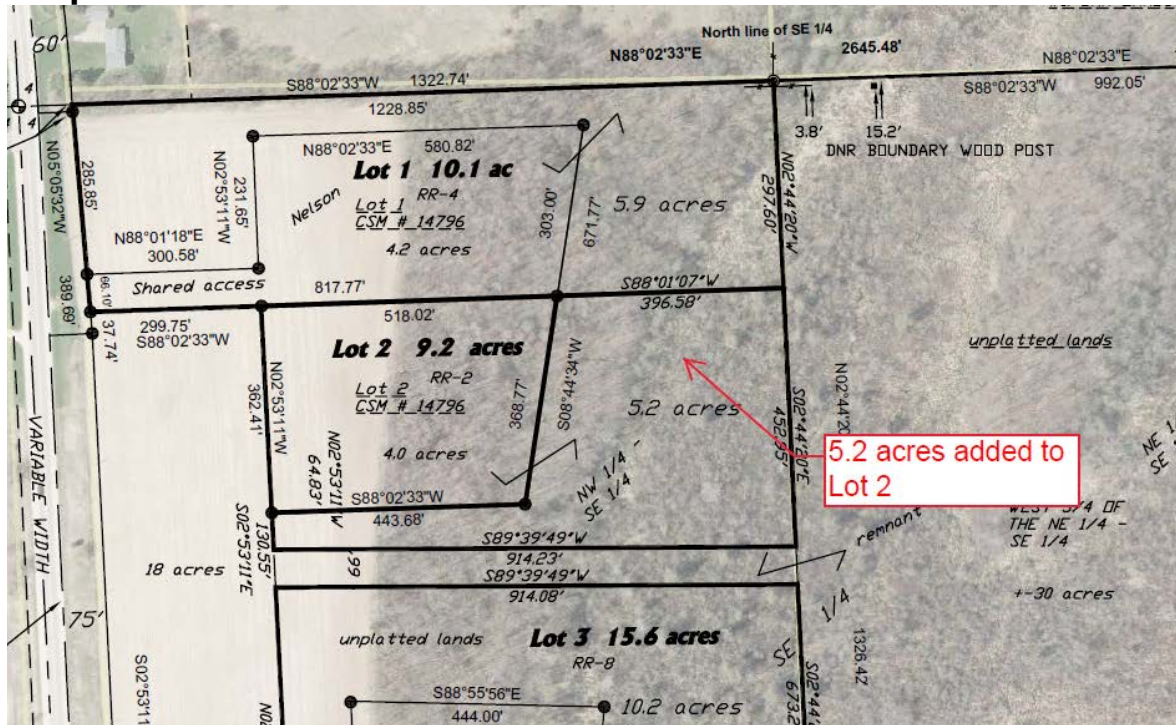 60'
North line of SE 1/4
N88°02'33"E
2645.48'
N88°02'33"E
S88°02'33"W 1322.74'
S88°02'33"W 992.05'
1228.85'
3.8' 15.2'
DNR BOUNDARY WOOD POST
N88°02'33"E 580.82'
Lot 1 10.1 ac
RR-4
Nelson
Lot 1
CSM # 14796
4.2 acres
5.9 acres
N05°05'32"W
285.85'
N02°53'11"W
231.65'
303.00'
671.77'
N02°44'20"W
297.60'
N88°01'18"E
300.58'
Shared access
66.10'
389.69'
37.74'
817.77'
S88°01'07"W
396.58'
299.75'
S88°02'33"W
518.02'
Lot 2 9.2 acres
RR-2
Lot 2
CSM # 14796
4.0 acres
5.2 acres
unplatted lands
N02°53'11"W
362.41'
368.77'
S08°44'34"W
S02°44'20"E
452.95'
5.2 acres added to
Lot 2
N02°53'11"W
64.83'
NW 1/4 -
SE 1/4
S88°02'33"W
443.68'
VARIABLE WIDTH
S02°53'11"E
130.55'
S89°39'49"W
914.23'
66'
S89°39'49"W
914.08'
remnant
THE NE 1/4 -
SE 1/4
+-30 acres
18 acres
75'
unplatted lands
Lot 3 15.6 acres
RR-8
SE 1/4
S02°53'11
S88°55'56"E
444.00'
10.2 acres